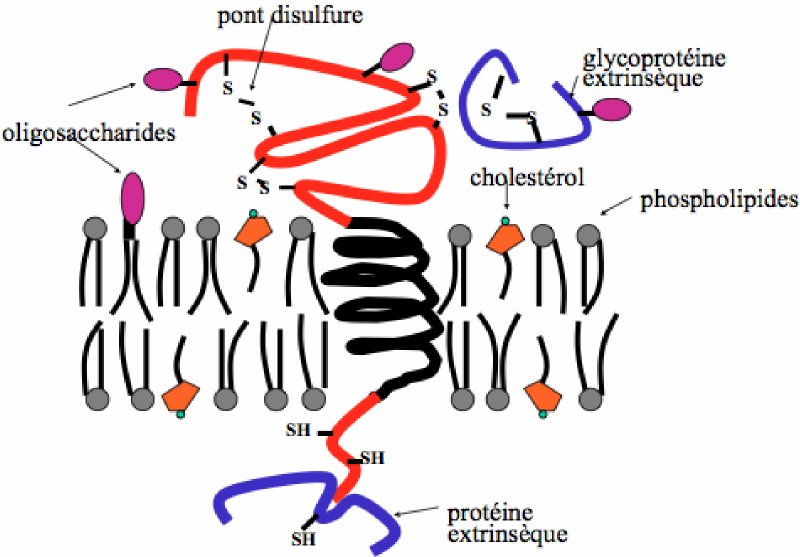 pont disulfure
glycoprotéine
extrinsèque
S
S
S
S
S
S
oligosaccharides
S
S
cholestérol
phospholipides
SH
SH
protéine
extrinsèque
SH